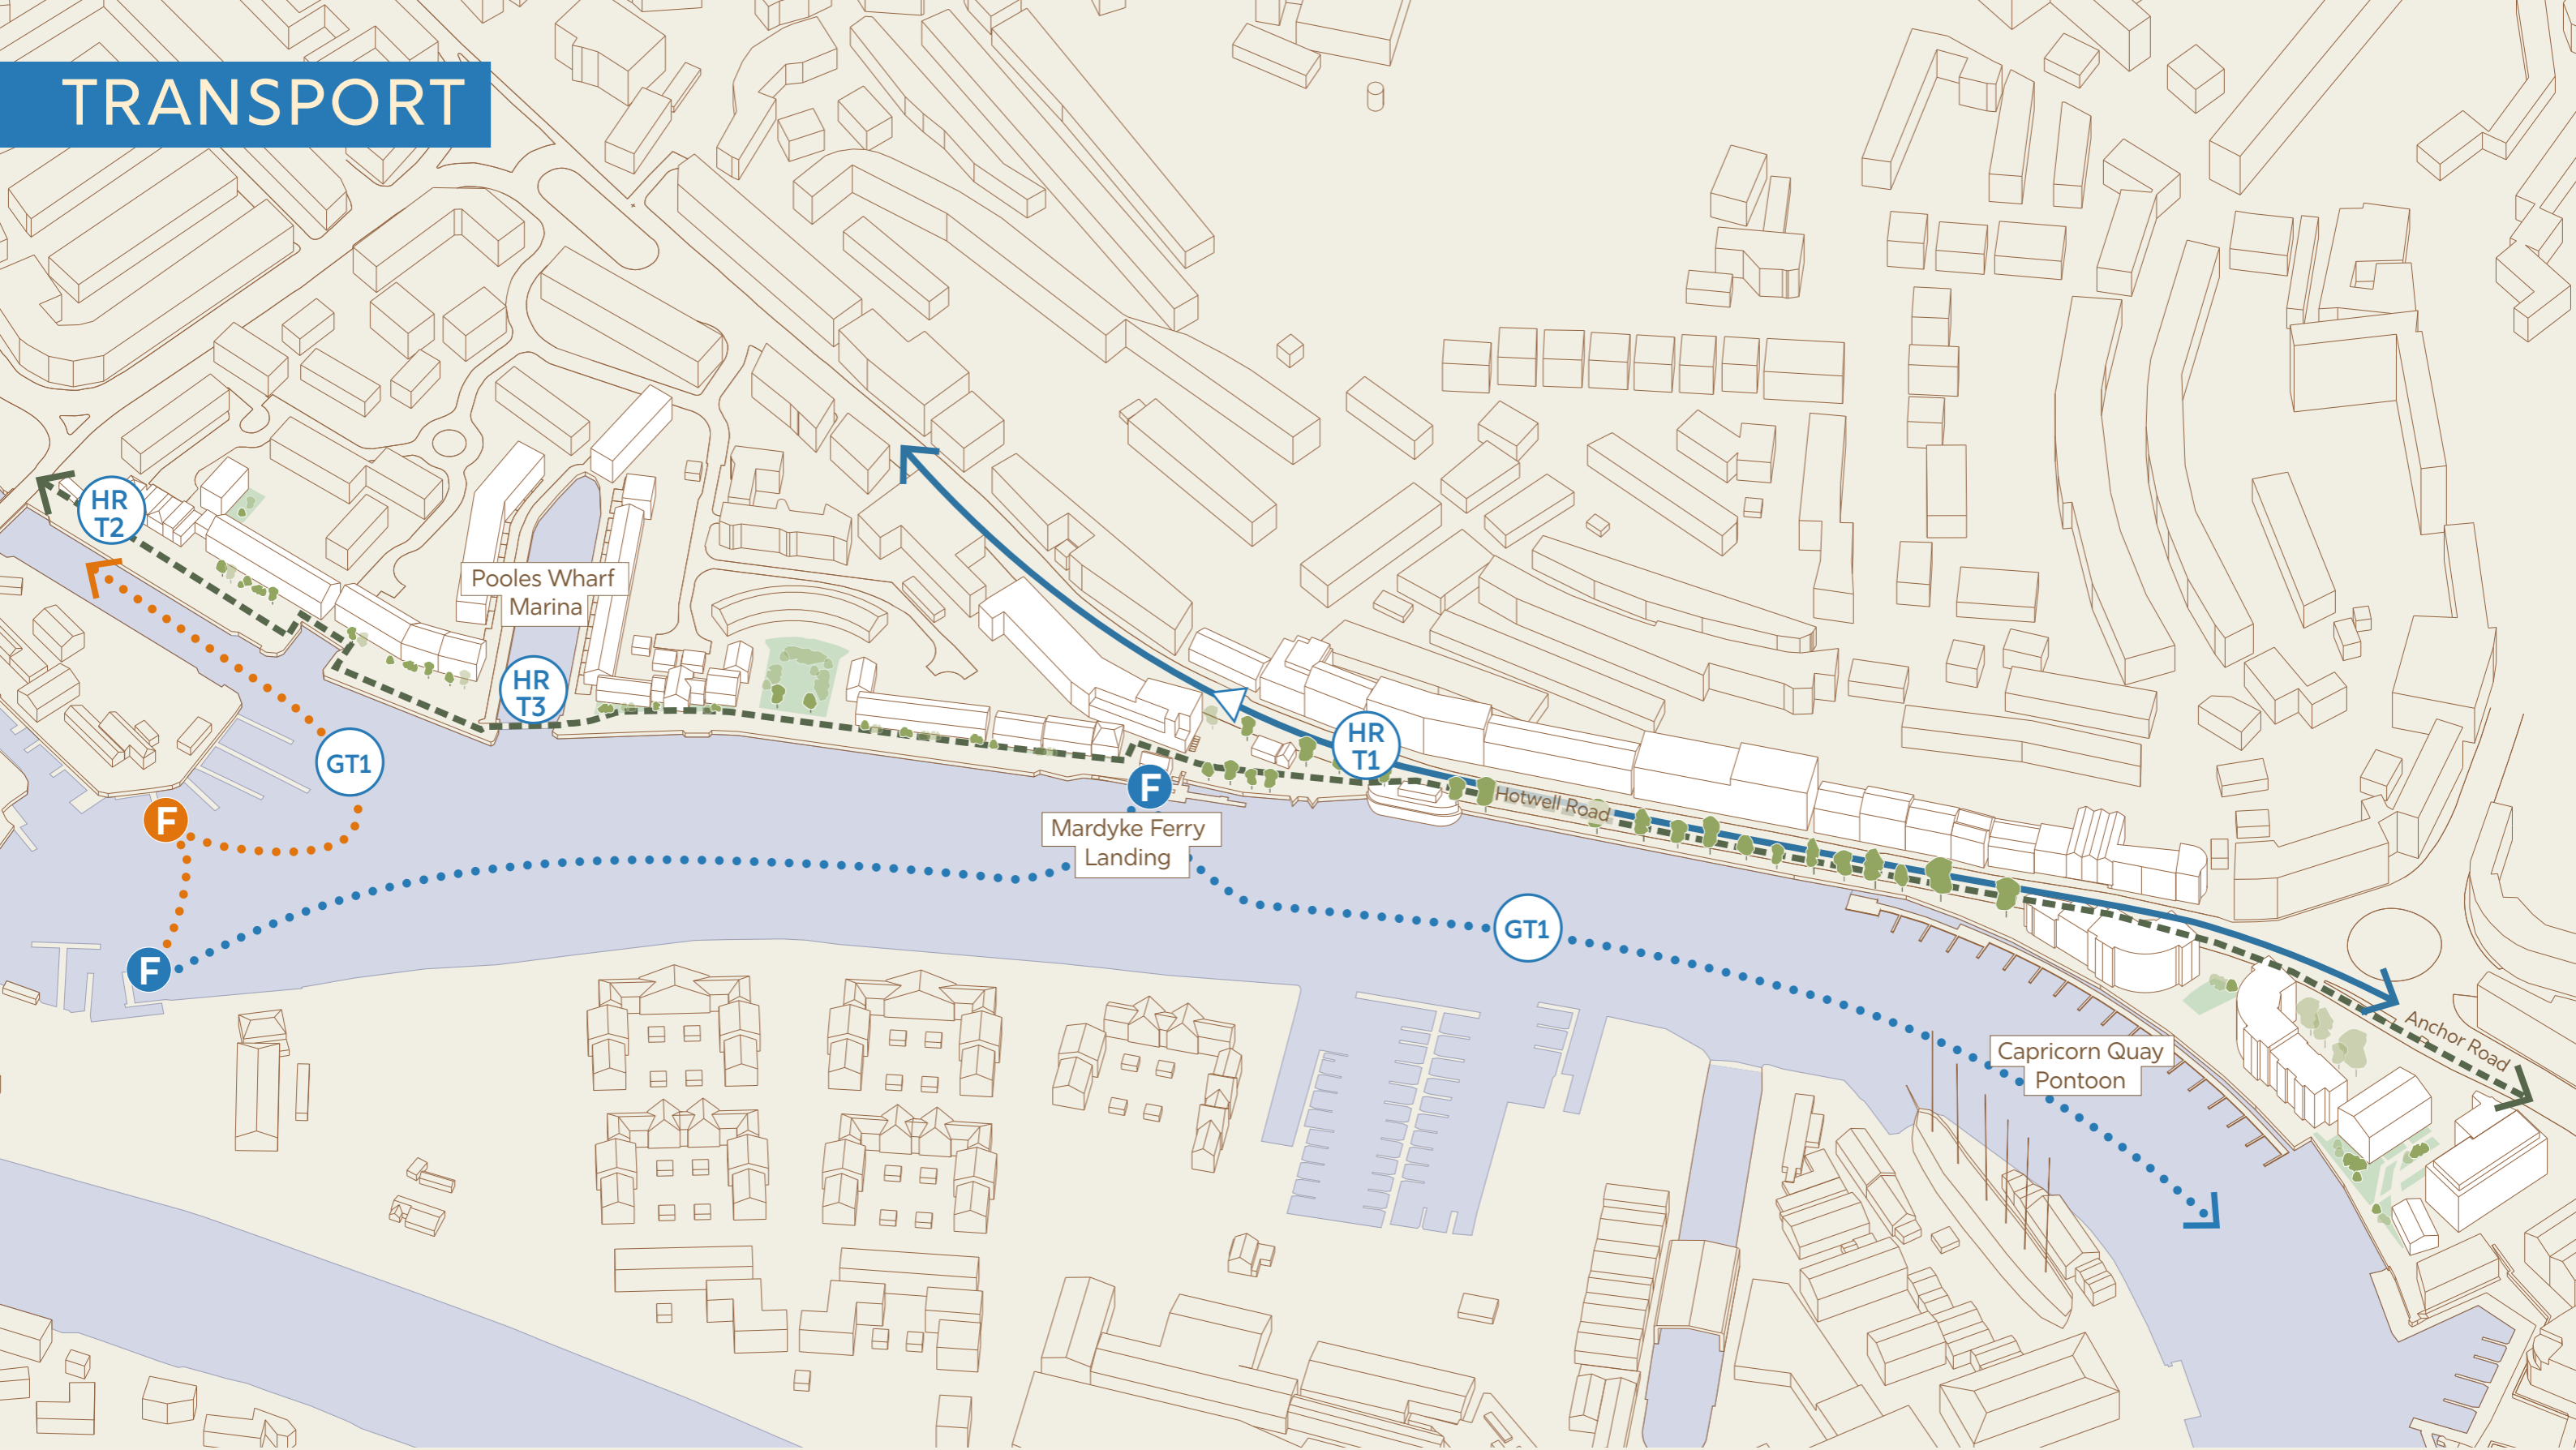 TRANSPORT
HR
T2
Pooles Wharf
Marina
HR
T3
HR
T1
GT1
F
F
Mardyke Ferry
Landing
Hotwell Road
F
GT1
Capricorn Quay
Pontoon
Anchor Road